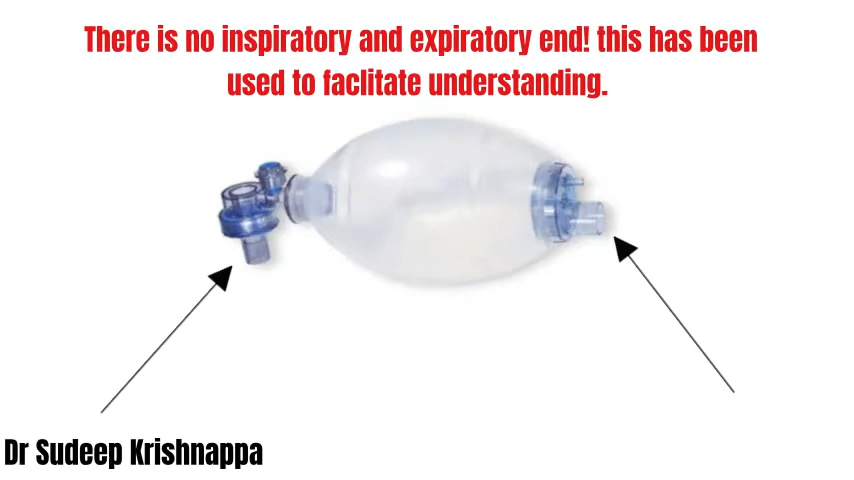 There is no inspiratory and expiratory end! this has been
used to faclitate understanding.
Dr Sudeep Krishnappa